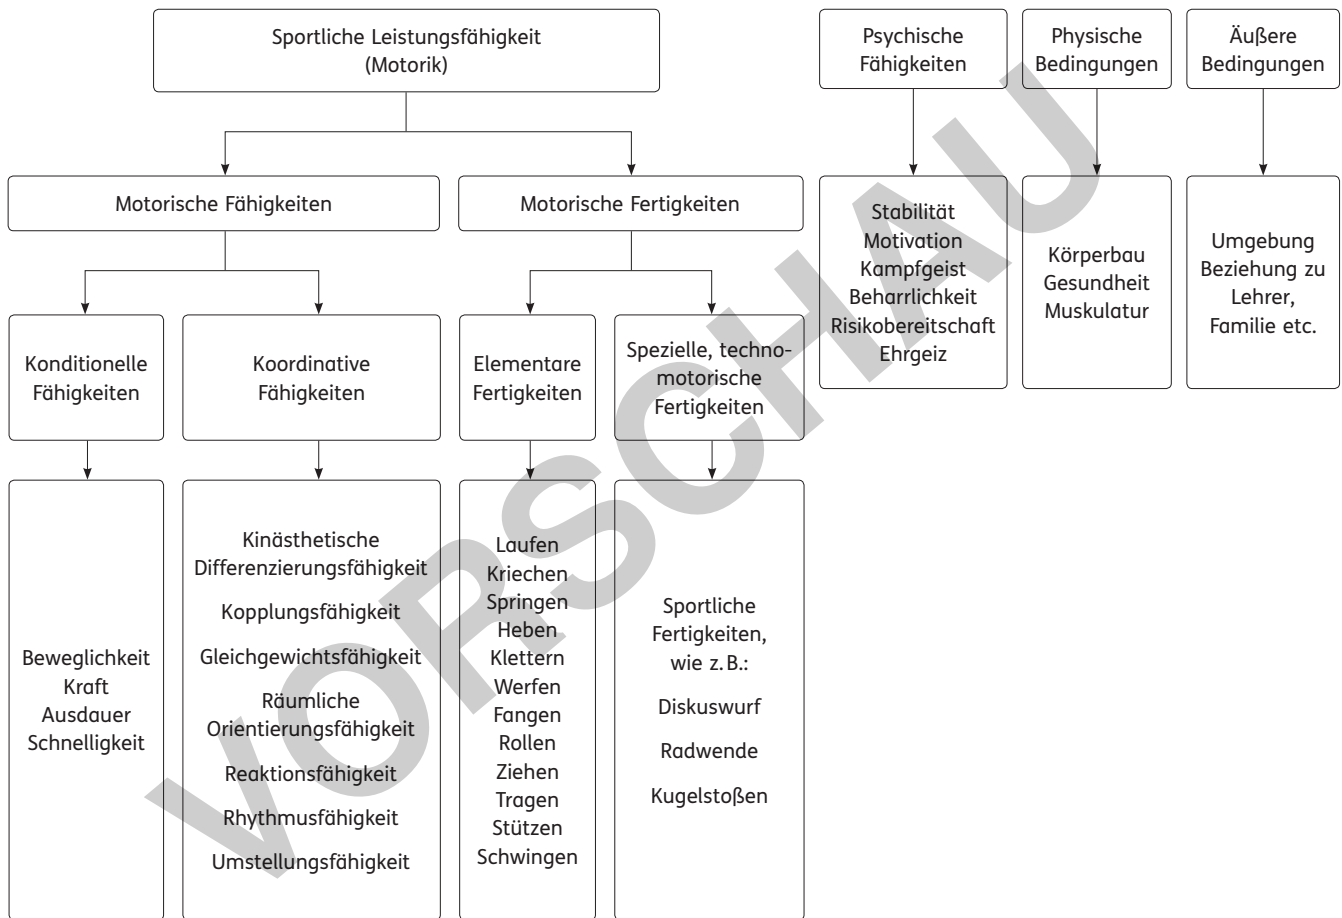 Sportliche Leistungsfähigkeit
(Motorik)
Psychische
Fähigkeiten
Physische
Bedingungen
Äußere
Bedingungen
Motorische Fähigkeiten
Motorische Fertigkeiten
Stabilität
Motivation
Kampfgeist
Beharrlichkeit
Risikobereitschaft
Ehrgeiz
Körperbau
Gesundheit
Muskulatur
Umgebung
Beziehung zu
Lehrer,
Familie etc.
Konditionelle
Fähigkeiten
Koordinative
Fähigkeiten
Elementare
Fertigkeiten
Spezielle, techno-
motorische
Fertigkeiten
Beweglichkeit
Kraft
Ausdauer
Schnelligkeit
Kinästhetische
Differenzierungsfähigkeit
Kopplungsfähigkeit
Gleichgewichtsfähigkeit
Räumliche
Orientierungsfähigkeit
Reaktionsfähigkeit
Rhythmusfähigkeit
Umstellungsfähigkeit
Laufen
Kriechen
Springen
Heben
Klettern
Werfen
Fangen
Rollen
Ziehen
Tragen
Stützen
Schwingen
Sportliche
Fertigkeiten,
wie z. B.:
Diskuswurf
Radwende
Kugelstoßen
VORSCHAU